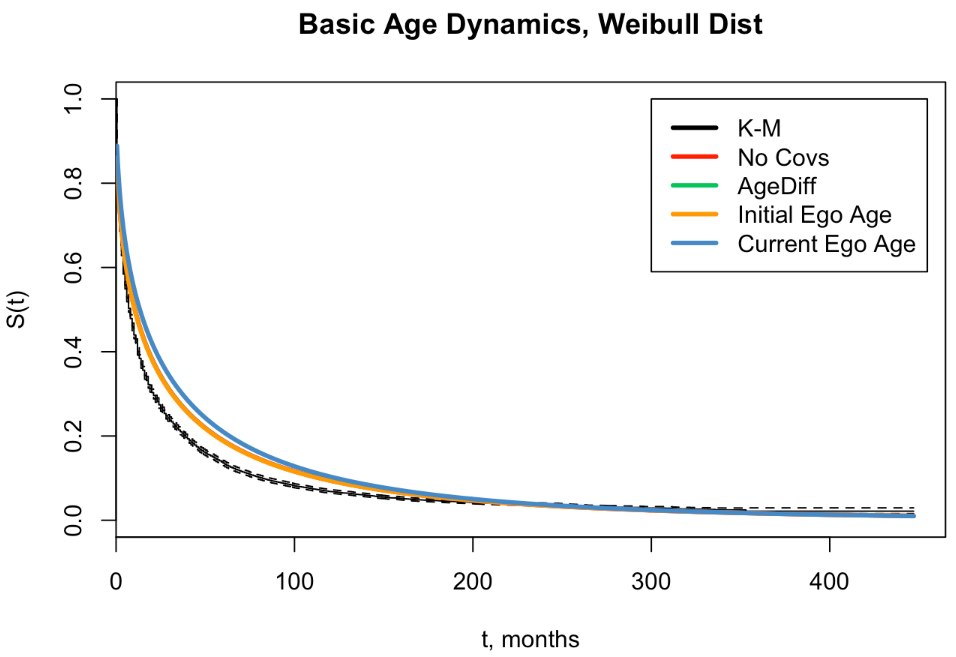 Basic Age Dynamics, Weibull Dist
S(t)
1.0
0.8
0.6
0.4
0.2
0.0
K-M
No Covs
AgeDiff
Initial Ego Age
Current Ego Age
0 100 200 300 400
t, months